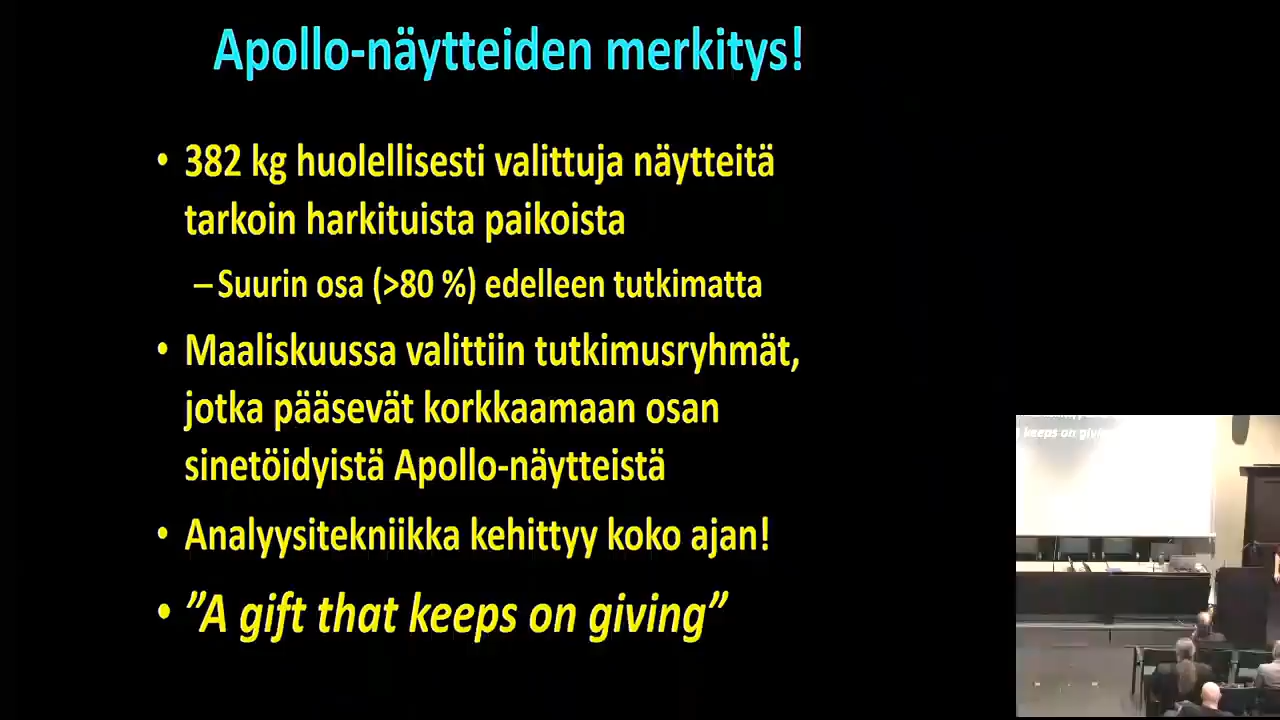 Apollo-näytteiden merkitys!
• 382 kg huolellisesti valittuja näytteitä
tarkoin harkituista paikoista
– Suurin osa (>80 %) edelleen tutkimatta
• Maaliskuussa valittiin tutkimusryhmät,
jotka pääsevät korkkaamaan osan
sinetöidyistä Apollo-näytteistä
• Analyysitekniikka kehittyy koko ajan!
• ”A gift that keeps on giving”
keeps on